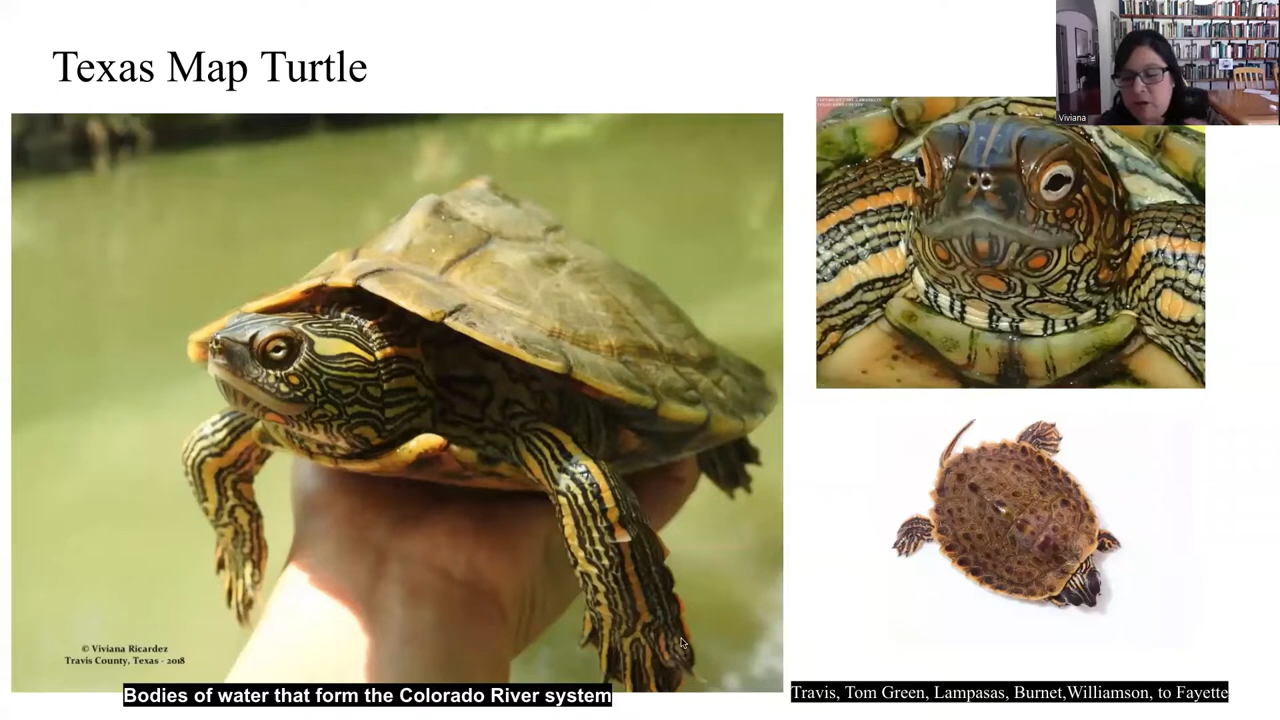 Texas Map Turtle
Viviana
© Viviana Ricardez
Travis County, Texas - 2018
Bodies of water that form the Colorado River system
Travis, Tom Green, Lampasas, Burnet,Williamson, to Fayette